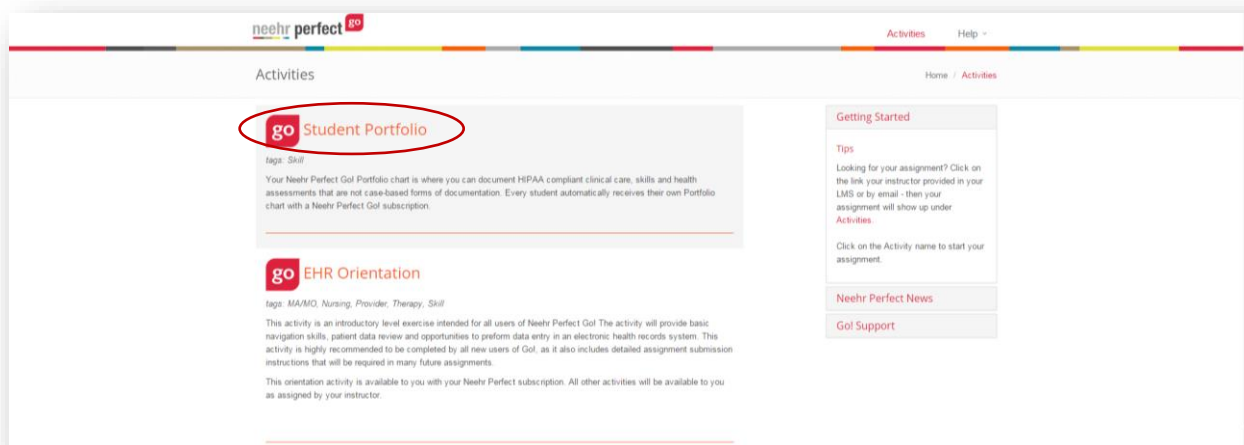 neehr perfect go
Activities Help
Activities
Home / Activities
go Student Portfolio
tags: Skill
Your Neehr Perfect Go! Portfolio chart is where you can document HIPAA compliant clinical care, skills and health
assessments that are not case-based forms of documentation. Every student automatically receives their own Portfolio
chart with a Neehr Perfect Go! subscription.
go EHR Orientation
tags: MA/MO, Nursing, Provider, Therapy, Skill
This activity is an introductory level exercise intended for all users of Neehr Perfect Go! The activity will provide basic
navigation skills, patient data review and opportunities to preform data entry in an electronic health records system. This
activity is highly recommended to be completed by all new users of Go!, as it also includes detailed assignment submission
instructions that will be required in many future assignments.
This orientation activity is available to you with your Neehr Perfect subscription. All other activities will be available to you
as assigned by your instructor.
Getting Started
Tips
Looking for your assignment? Click on
the link your instructor provided in your
LMS or by email - then your
assignment will show up under
Activities.
Click on the Activity name to start your
assignment.
Neehr Perfect News
Go! Support